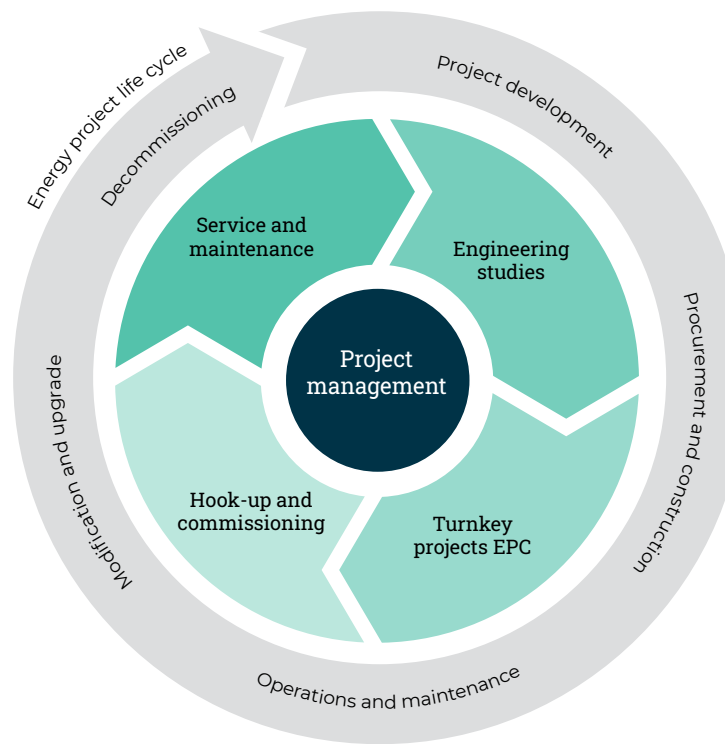 Energy project life cycle
Decommissioning
Project development
Procurement and construction
Operations and maintenance
Modification and upgrade
Service and
maintenance
Engineering
studies
Project
management
Hook-up and
commissioning
Turnkey
projects EPC